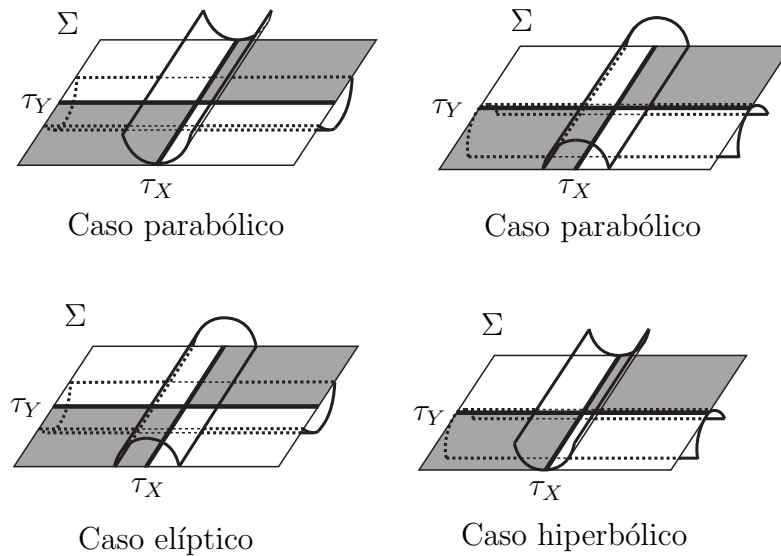 Σ
τ_Y
τ_X
Caso parabólico
Σ
τ_Y
τ_X
Caso parabólico
Σ
τ_Y
τ_X
Caso elíptico
Σ
τ_Y
τ_X
Caso hiperbólico